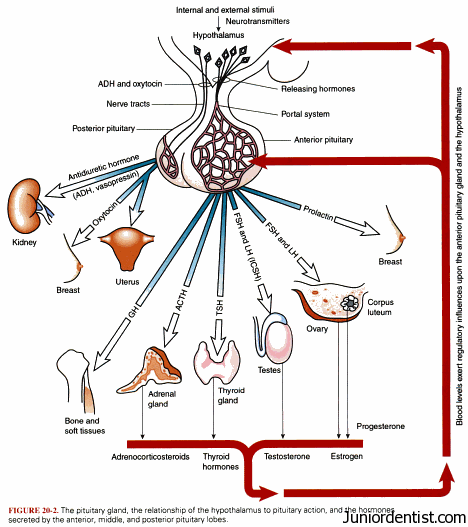 Internal and external stimuli
Neurotransmitters
Hypothalamus
ADH and oxytocin
Releasing hormones
Nerve tracts
Portal system
Posterior pituitary
Anterior pituitary
Antidiuretic hormone
(ADH, vasopressin)
Oxytocin
Kidney
Breast
Uterus
GH
ACTH
TSH
FSH and LH (ICSH)
FSH and LH
Prolactin
Breast
Corpus
luteum
Ovary
Testes
Bone and
soft tissues
Adrenal
gland
Thyroid
gland
Progesterone
Adrenocorticosteroids
Thyroid
hormones
Testosterone
Estrogen
Blood levels exert regulatory influences upon the anterior pituitary gland and the hypothalamus
FIGURE 20-2. The pituitary gland, the relationship of the hypothalamus to pituitary action, and the hormones
secreted by the anterior, middle, and posterior pituitary lobes.
Juniordentist.com